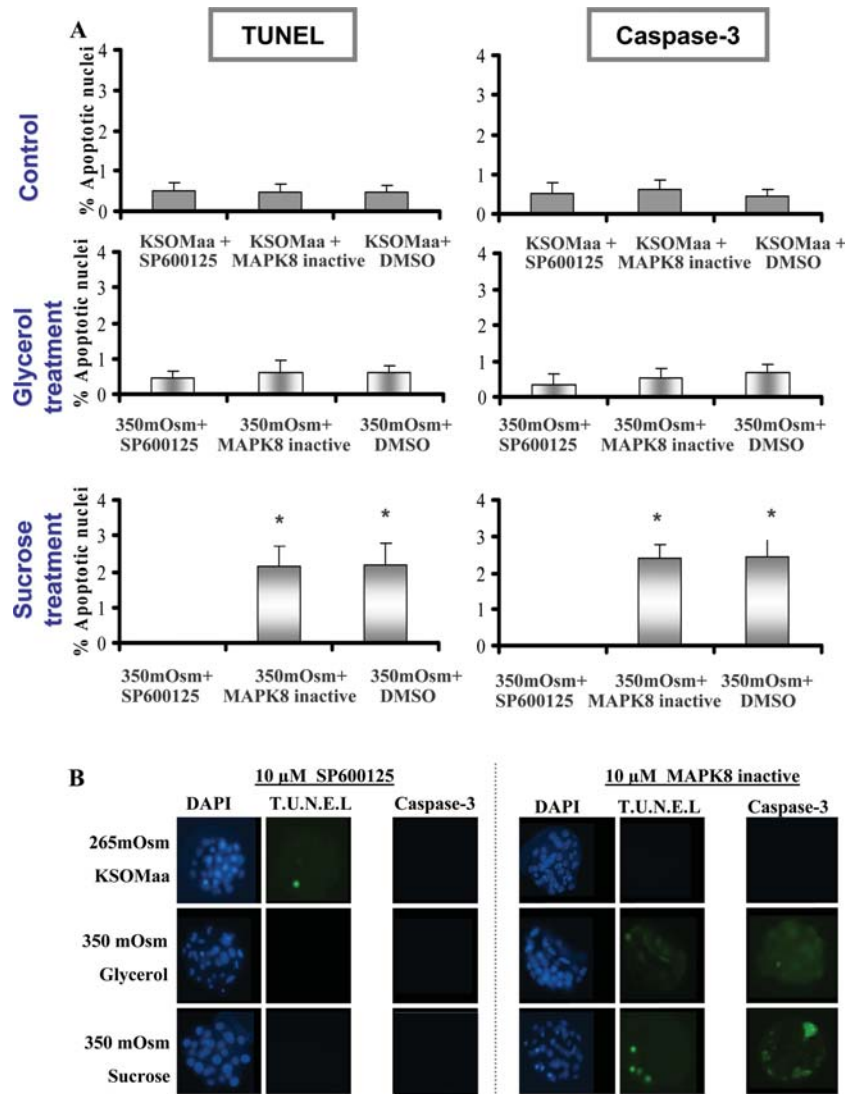 A
TUNEL
Caspase-3
Control
% Apoptotic nuclei
4
3
2
1
0
KSOMaa + KSOMaa + KSOMaa+
SP600125 MAPK8 inactive DMSO
4
3
2
1
0
KSOMaa + KSOMaa + KSOMaa +
SP600125 MAPK8 inactive DMSO
Glycerol
treatment
% Apoptotic nuclei
4
3
2
1
0
350mOsm+ 350mOsm+ 350mOsm+
SP600125 MAPK8 inactive DMSO
4
3
2
1
0
350mOsm+ 350mOsm+ 350mOsm+
SP600125 MAPK8 inactive DMSO
Sucrose
treatment
% Apoptotic nuclei
4
3
2
1
0
* *
350mOsm+ 350mOsm+ 350mOsm+
SP600125 MAPK8 inactive DMSO
4
3
2
1
0
* *
350mOsm+ 350mOsm+ 350mOsm+
SP600125 MAPK8 inactive DMSO
B
10 µM SP600125
10 µM MAPK8 inactive
DAPI T.U.N.E.L Caspase-3
DAPI T.U.N.E.L Caspase-3
265mOsm
KSOMaa
350 mOsm
Glycerol
350 mOsm
Sucrose